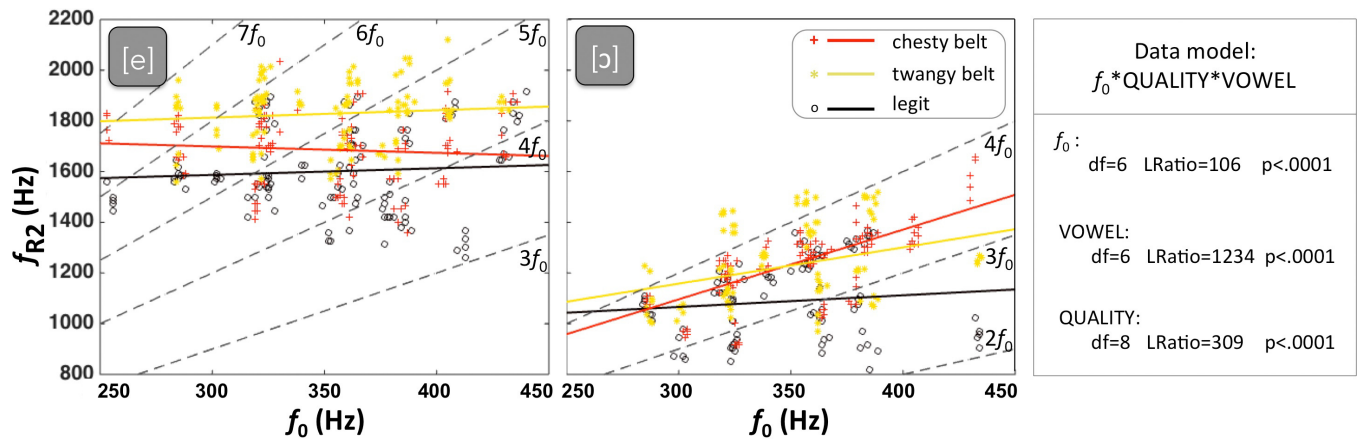 2200
2000
1800
1600
1400
1200
1000
800
fR2 (Hz)
[e]
7f0
6f0
5f0
4f0
3f0
250
300
350
400
450
f0 (Hz)
[ɔ]
chesty belt
twangy belt
legit
4f0
3f0
2f0
300
350
400
450
f0 (Hz)
Data model:
f0*QUALITY*VOWEL
f0 :
df=6 LRatio=106 p<.0001
VOWEL:
df=6 LRatio=1234 p<.0001
QUALITY:
df=8 LRatio=309 p<.0001